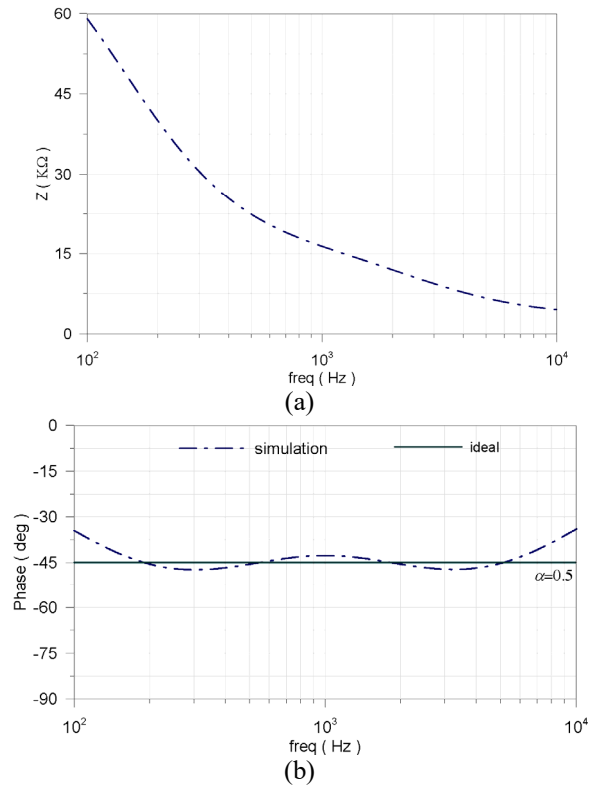 60
45
30
15
0
Z ( KΩ )
10²
10³
10⁴
freq ( Hz )
(a)
0
-15
-30
-45
-60
-75
-90
Phase ( deg )
simulation
ideal
α=0.5
10²
10³
10⁴
freq ( Hz )
(b)